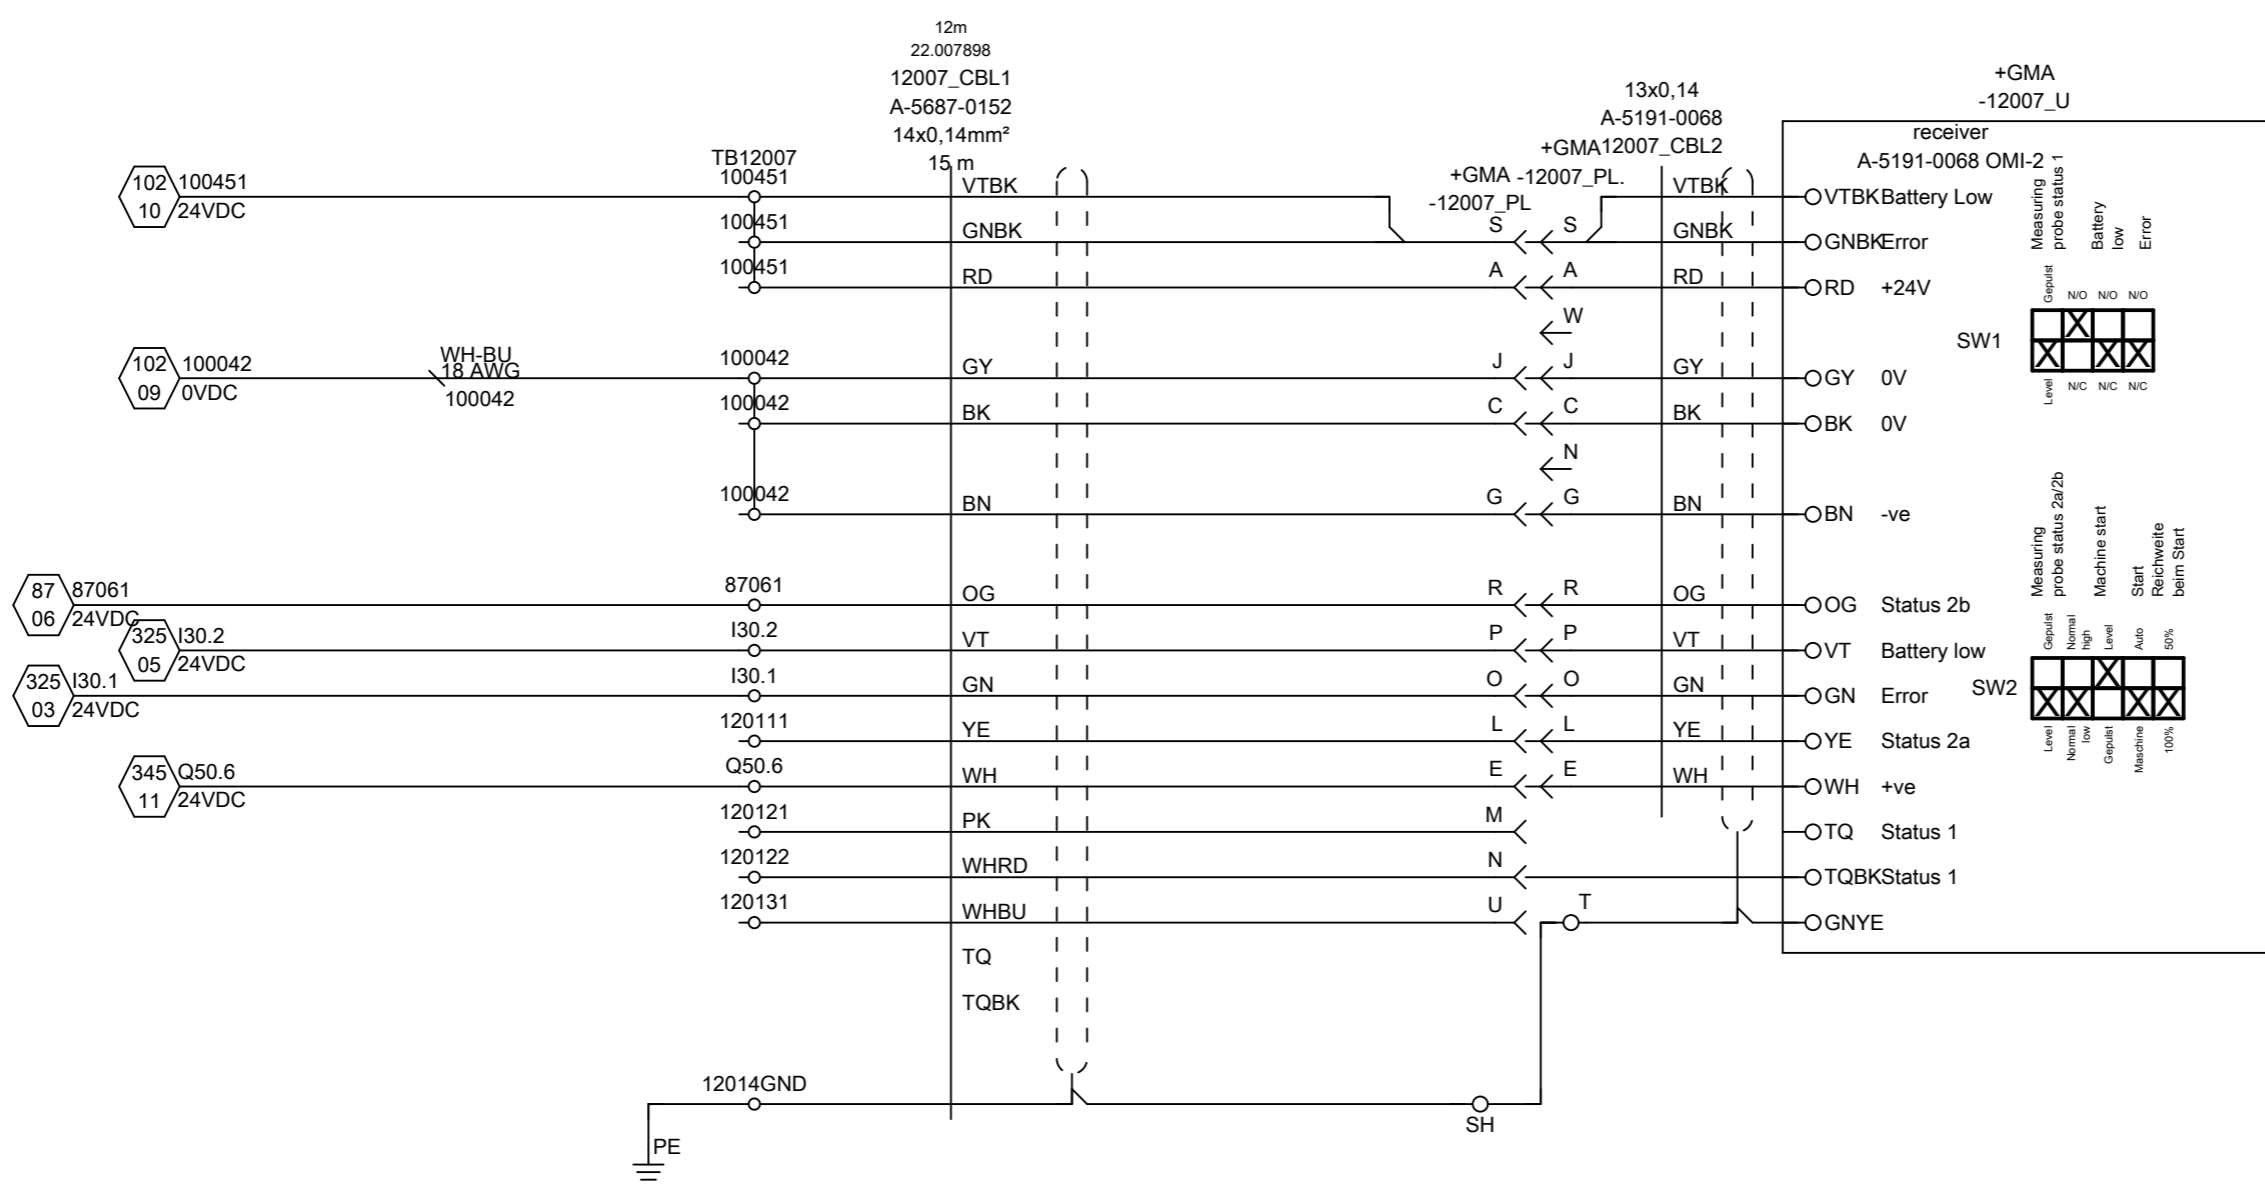 12m
22.007898
12007_CBL1
A-5687-0152
14x0,14mm²
15 m
13x0,14
A-5191-0068
+GMA 12007_CBL2
+GMA -12007_PL.
-12007_PL
+GMA
-12007_U
receiver
A-5191-0068 OMI-2
TB12007
102 100451
10 24VDC
100451 VTBK VTBK VTBK Battery Low
100451 GNBK S S GNBK GNBK Error
100451 RD A A RD RD +24V
W
102 100042
09 0VDC
WH-BU
18 AWG
100042
100042 GY J J GY GY 0V
100042 BK C C BK BK 0V
N
100042 BN G G BN BN -ve
87 87061
06 24VDC
87061 OG R R OG OG Status 2b
325 I30.2
05 24VDC
I30.2 VT P P VT VT Battery low
325 I30.1
03 24VDC
I30.1 GN O O GN GN Error
120111 YE L L YE YE Status 2a
345 Q50.6
11 24VDC
Q50.6 WH E E WH WH +ve
120121 PK M TQ Status 1
120122 WHRD N TQBK Status 1
120131 WHBU U T GNYE
TQ
TQBK
12014GND
SH
PE
Measuring
probe status 1
Battery
low
Error
Gepulst N/O N/O N/O
SW1
X
X X X
Level N/C N/C N/C
Measuring
probe status 2a/2b
Machine start
Start
Reichweite
beim Start
Gepulst
Normal
high
Level
Auto
50%
SW2
X
X X X X
Level
Normal
low
Gepulst
Maschine
100%